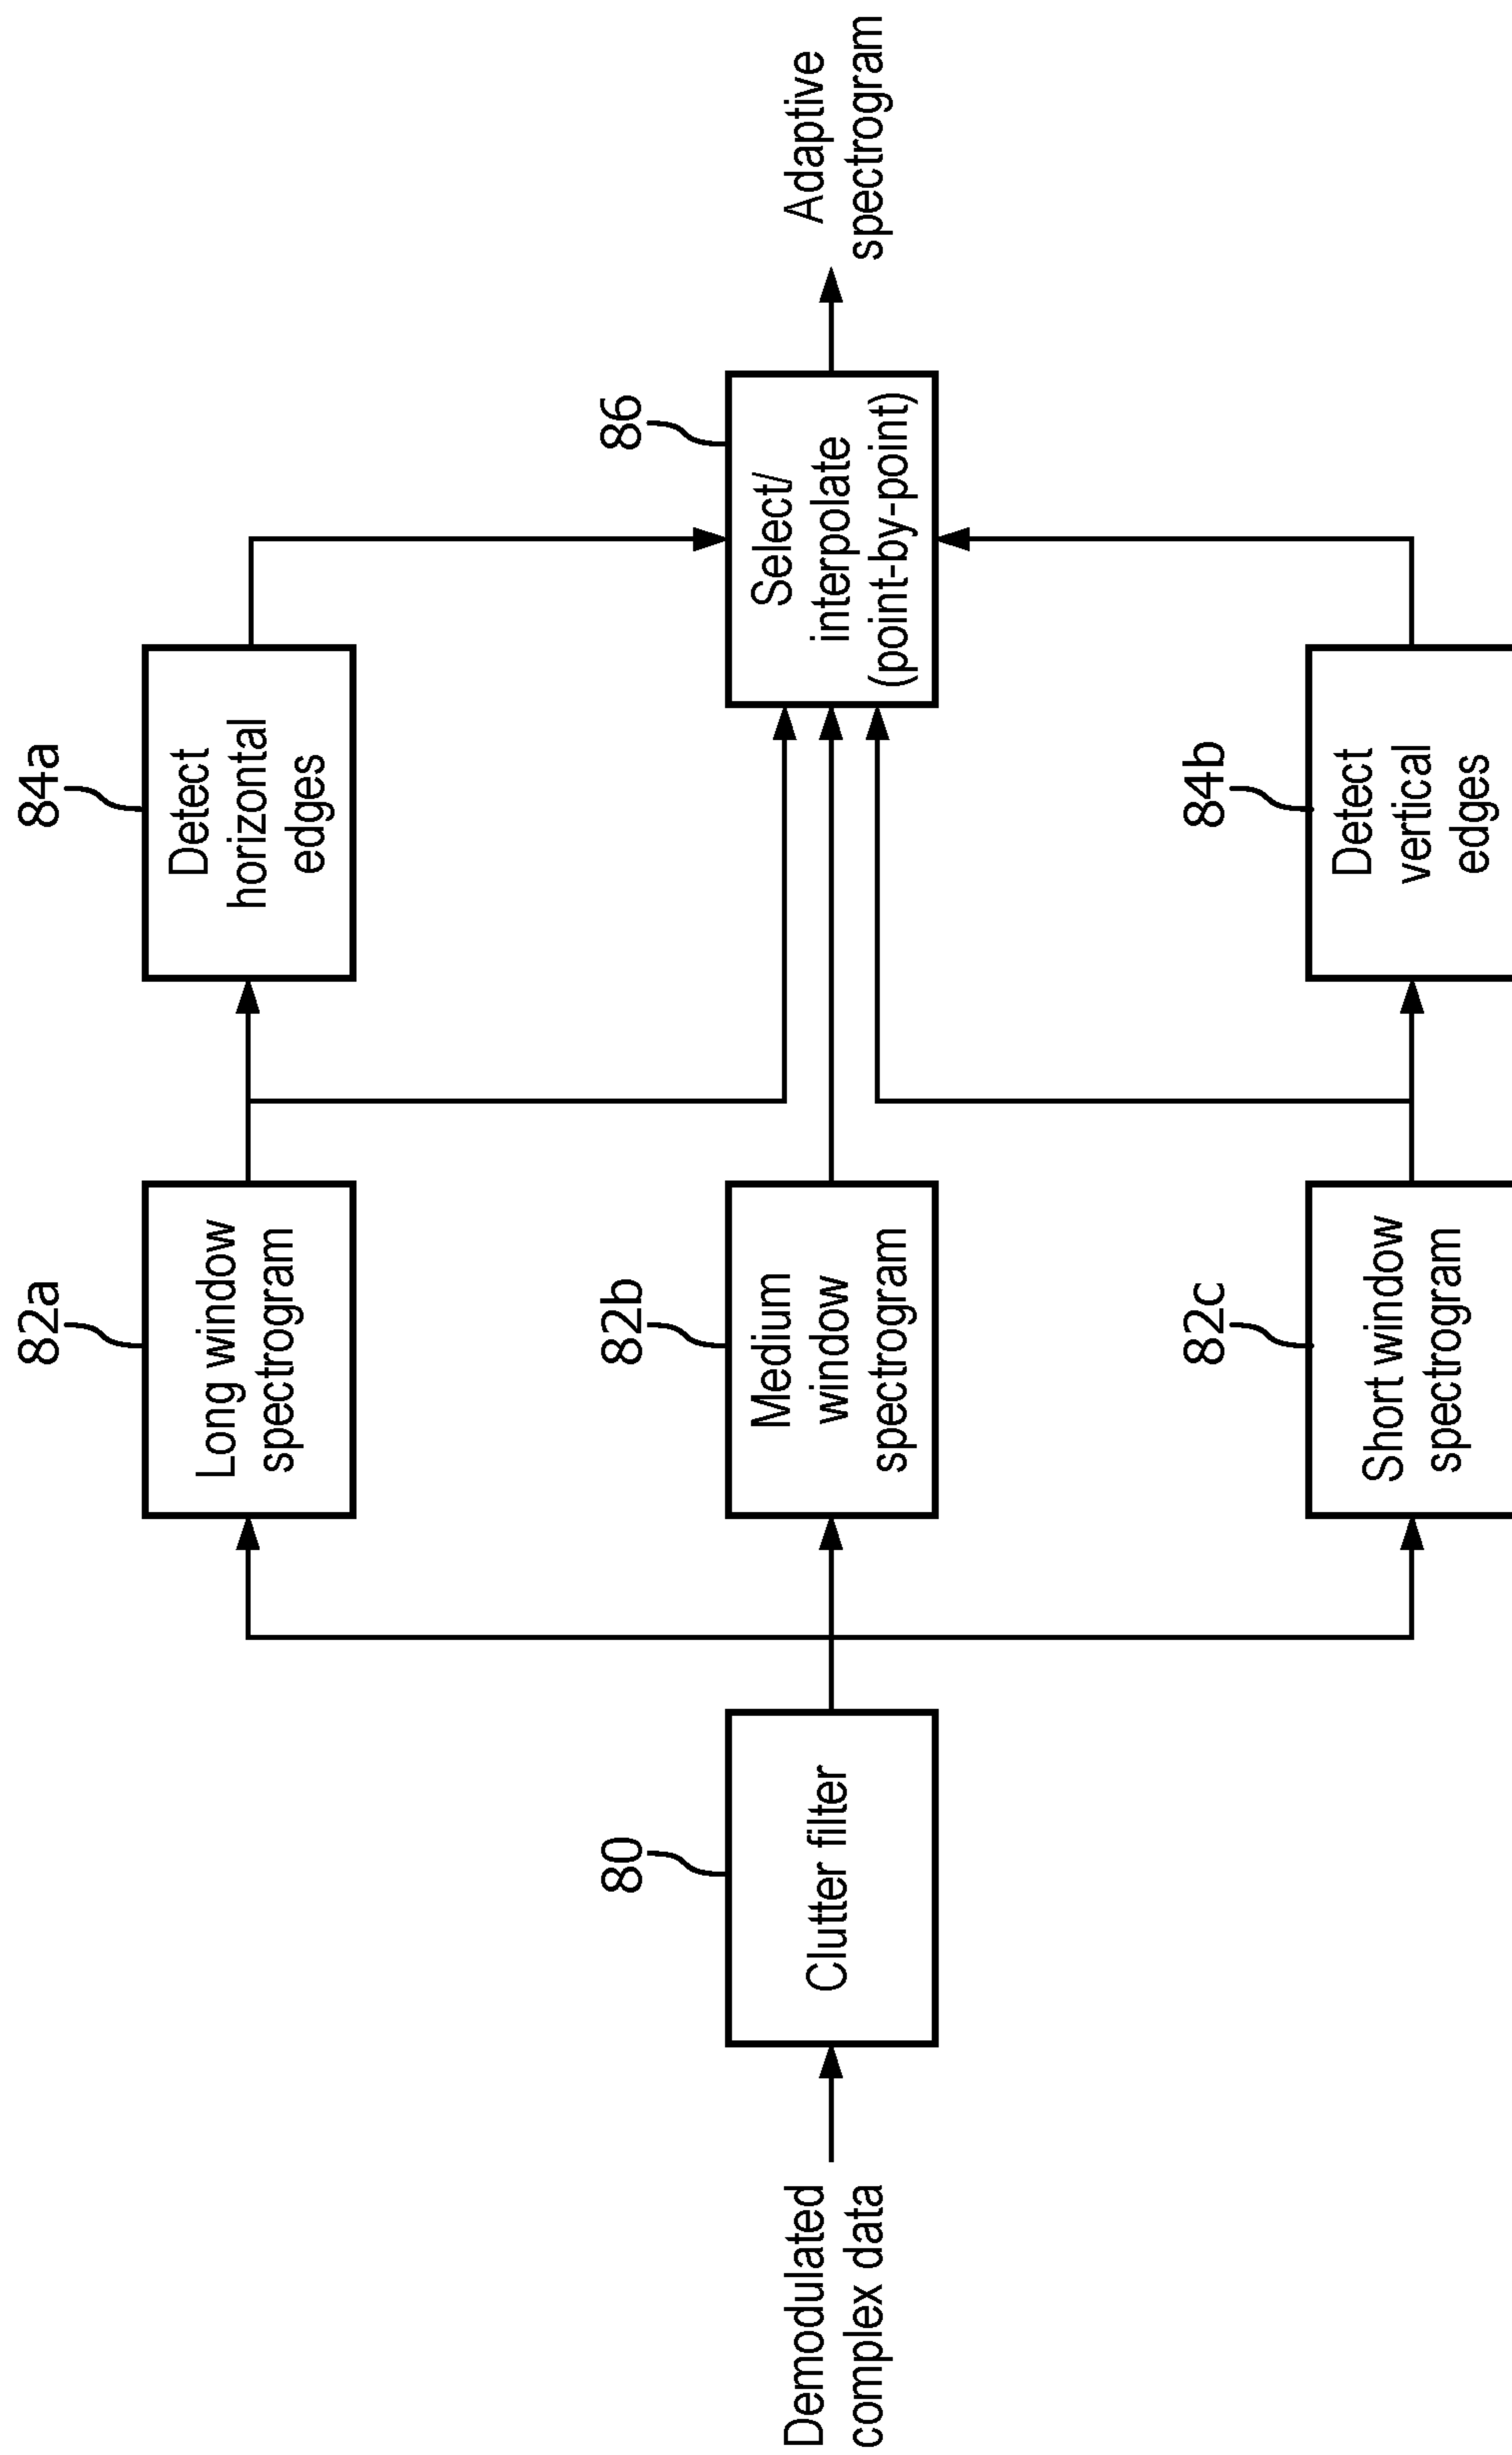 Demodulated
complex data
80
Clutter filter
82a
Long window
spectrogram
82b
Medium
window
spectrogram
82c
Short window
spectrogram
84a
Detect
horizontal
edges
84b
Detect
vertical
edges
86
Select/
interpolate
(point-by-point)
Adaptive
spectrogram